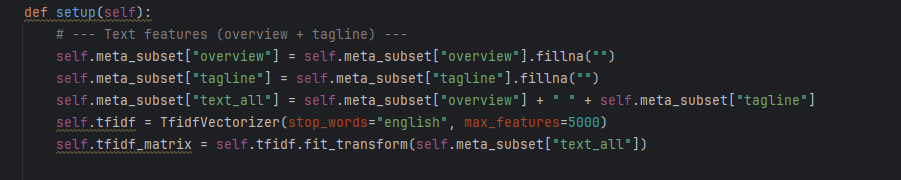 def setup(self):
# --- Text features (overview + tagline) ---
self.meta_subset["overview"] = self.meta_subset["overview"].fillna("")
self.meta_subset["tagline"] = self.meta_subset["tagline"].fillna("")
self.meta_subset["text_all"] = self.meta_subset["overview"] + " " + self.meta_subset["tagline"]
self.tfidf = TfidfVectorizer(stop_words="english", max_features=5000)
self.tfidf_matrix = self.tfidf.fit_transform(self.meta_subset["text_all"])